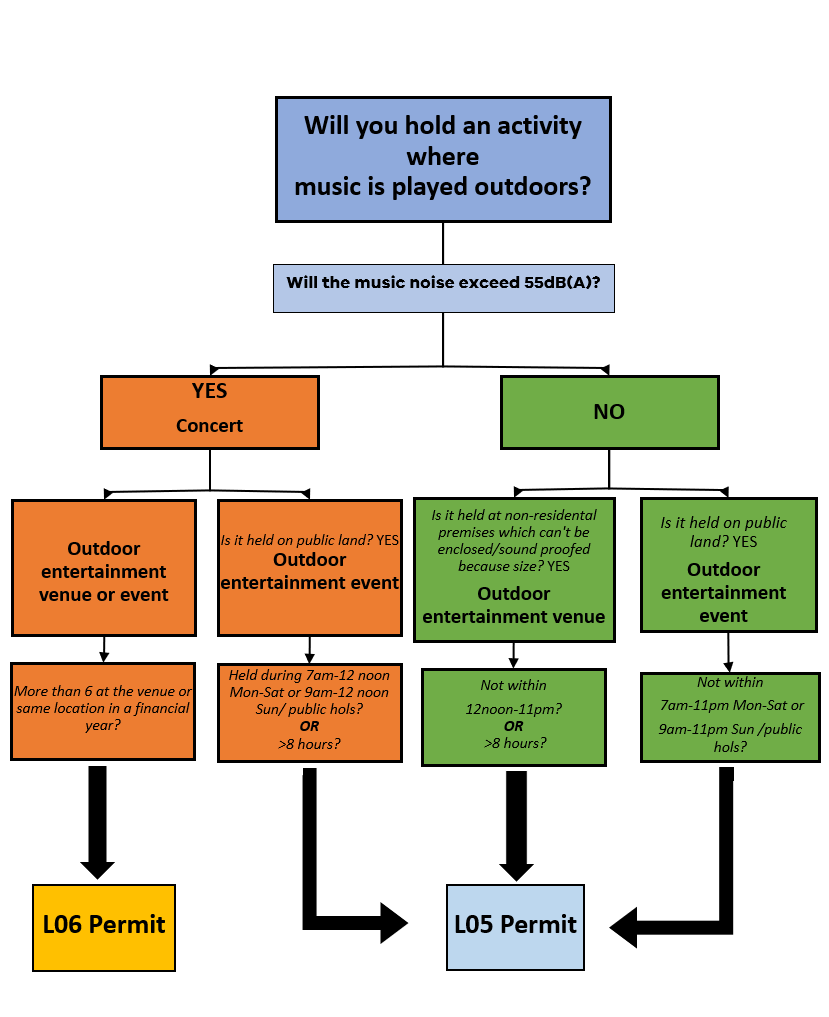 Will you hold an activity
where
music is played outdoors?
Will the music noise exceed 55dB(A)?
YES
Concert
NO
Outdoor
entertainment
venue or event
Is it held on public land? YES
Outdoor
entertainment event
Is it held at non-residental
premises which can't be
enclosed/sound proofed
because size? YES
Outdoor
entertainment venue
Is it held on public
land? YES
Outdoor
entertainment
event
More than 6 at the venue or
same location in a financial
year?
Held during 7am-12 noon
Mon-Sat or 9am-12 noon
Sun/ public hols?
OR
>8 hours?
Not within
12noon-11pm?
OR
>8 hours?
Not within
7am-11pm Mon-Sat or
9am-11pm Sun /public
hols?
L06 Permit
L05 Permit